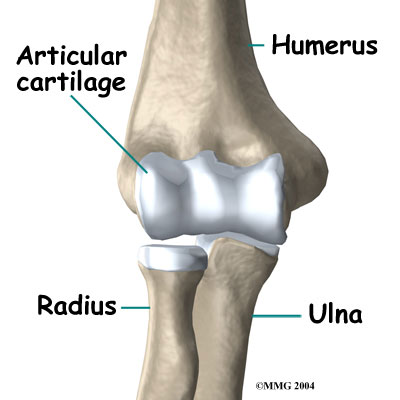 Humerus
Articular
cartilage
Radius
Ulna
©MMG 2004